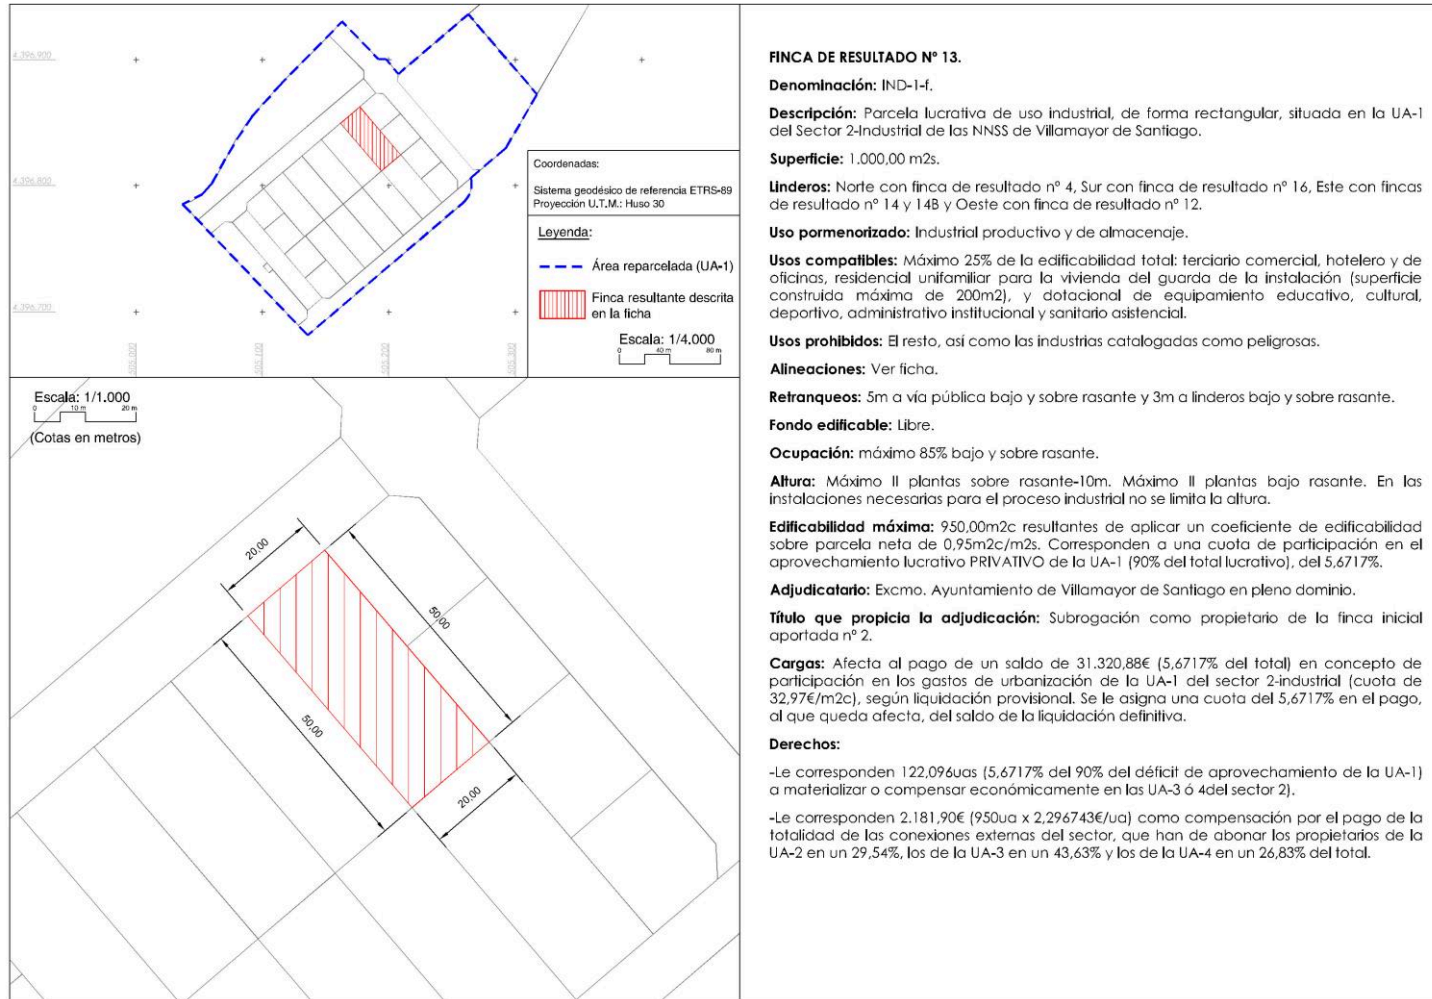 4.396.900
4.396.800
4.396.700
505.000
505.100
505.200
505.300
Coordenadas:
Sistema geodésico de referencia ETRS-89
Proyección U.T.M.: Huso 30
Leyenda:
Área reparcelada (UA-1)
Finca resultante descrita
en la ficha
Escala: 1/4.000
0 40 m 80 m
Escala: 1/1.000
0 10 m 20 m
(Cotas en metros)
20,00
50,00
50,00
20,00
FINCA DE RESULTADO Nº 13.
Denominación: IND-1-f.
Descripción: Parcela lucrativa de uso industrial, de forma rectangular, situada en la UA-1
del Sector 2-Industrial de las NNSS de Villamayor de Santiago.
Superficie: 1.000,00 m2s.
Linderos: Norte con finca de resultado nº 4, Sur con finca de resultado nº 16, Este con fincas
de resultado nº 14 y 14B y Oeste con finca de resultado nº 12.
Uso pormenorizado: Industrial productivo y de almacenaje.
Usos compatibles: Máximo 25% de la edificabilidad total: terciario comercial, hotelero y de
oficinas, residencial unifamiliar para la vivienda del guarda de la instalación (superficie
construida máxima de 200m2), y dotacional de equipamiento educativo, cultural,
deportivo, administrativo institucional y sanitario asistencial.
Usos prohibidos: El resto, así como las industrias catalogadas como peligrosas.
Alineaciones: Ver ficha.
Retranqueos: 5m a vía pública bajo y sobre rasante y 3m a linderos bajo y sobre rasante.
Fondo edificable: Libre.
Ocupación: máximo 85% bajo y sobre rasante.
Altura: Máximo II plantas sobre rasante-10m. Máximo II plantas bajo rasante. En las
instalaciones necesarias para el proceso industrial no se limita la altura.
Edificabilidad máxima: 950,00m2c resultantes de aplicar un coeficiente de edificabilidad
sobre parcela neta de 0,95m2c/m2s. Corresponden a una cuota de participación en el
aprovechamiento lucrativo PRIVATIVO de la UA-1 (90% del total lucrativo), del 5,6717%.
Adjudicatario: Excmo. Ayuntamiento de Villamayor de Santiago en pleno dominio.
Título que propicia la adjudicación: Subrogación como propietario de la finca inicial
aportada nº 2.
Cargas: Afecta al pago de un saldo de 31.320,88€ (5,6717% del total) en concepto de
participación en los gastos de urbanización de la UA-1 del sector 2-industrial (cuota de
32,97€/m2c), según liquidación provisional. Se le asigna una cuota del 5,6717% en el pago,
al que queda afecta, del saldo de la liquidación definitiva.
Derechos:
-Le corresponden 122,096uas (5,6717% del 90% del déficit de aprovechamiento de la UA-1)
a materializar o compensar económicamente en las UA-3 ó 4del sector 2).
-Le corresponden 2.181,90€ (950ua x 2,296743€/ua) como compensación por el pago de la
totalidad de las conexiones externas del sector, que han de abonar los propietarios de la
UA-2 en un 29,54%, los de la UA-3 en un 43,63% y los de la UA-4 en un 26,83% del total.